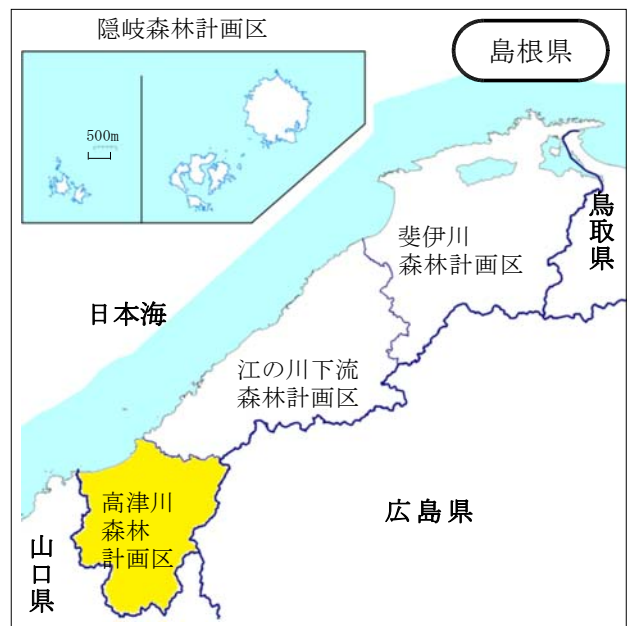 隠岐森林計画区
島根県
500m
鳥取県
斐伊川
森林計画区
日本海
江の川下流
森林計画区
広島県
高津川
森林
計画区
山口県